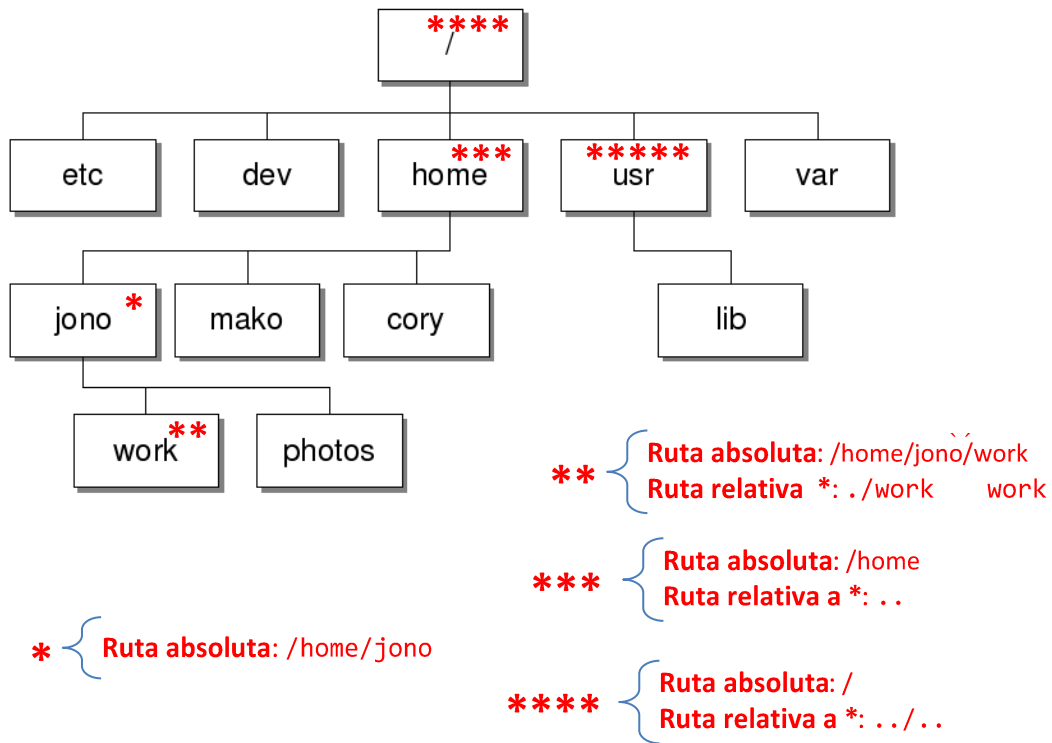 ****
/
etc
dev
home ***
usr *****
var
jono *
mako
cory
lib
work **
photos
** Ruta absoluta: /home/jono/work
Ruta relativa *: ./work work
*** Ruta absoluta: /home
Ruta relativa a *: ..
* Ruta absoluta: /home/jono
**** Ruta absoluta: /
Ruta relativa a *: ../..